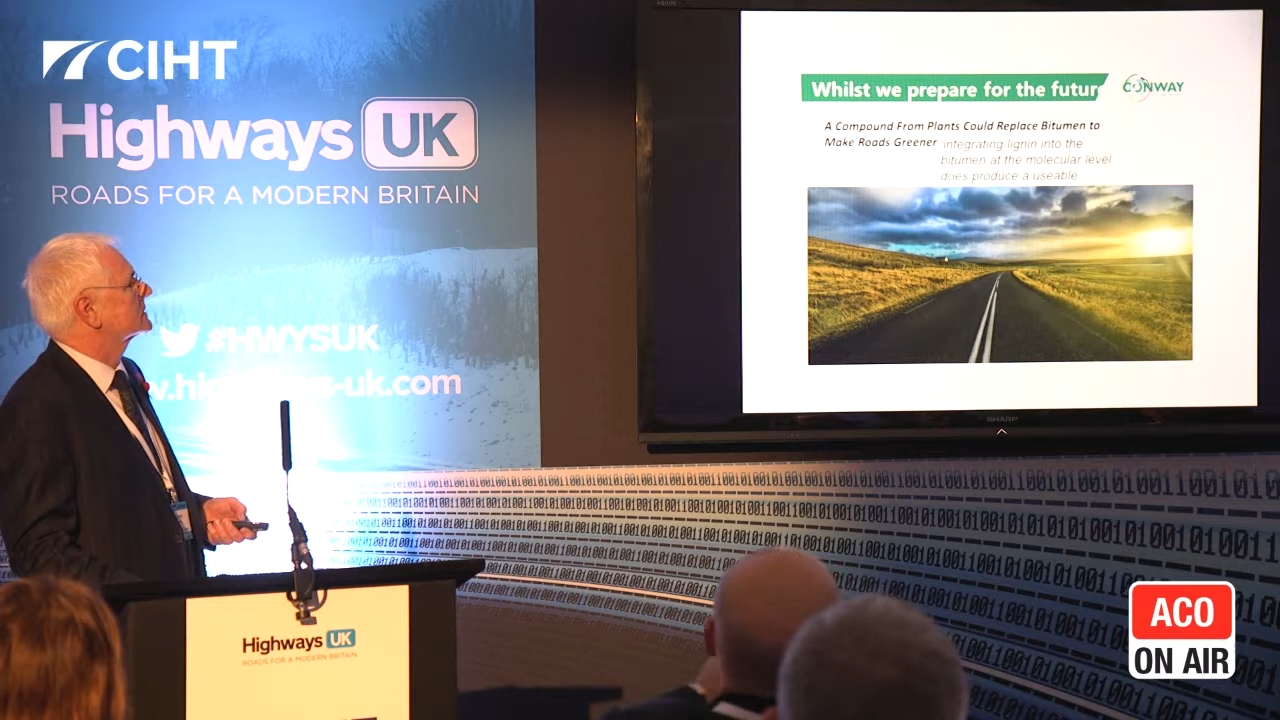 CIHT
Highways UK
ROADS FOR A MODERN BRITAIN
#HWYSUK
Whilst we prepare for the future
CONWAY
A Compound From Plants Could Replace Bitumen to
Make Roads Greener integrating lignin into the
bitumen at the molecular level
does produce a useable
SHARP
Highways UK
ROADS FOR A MODERN BRITAIN
ACO
ON AIR